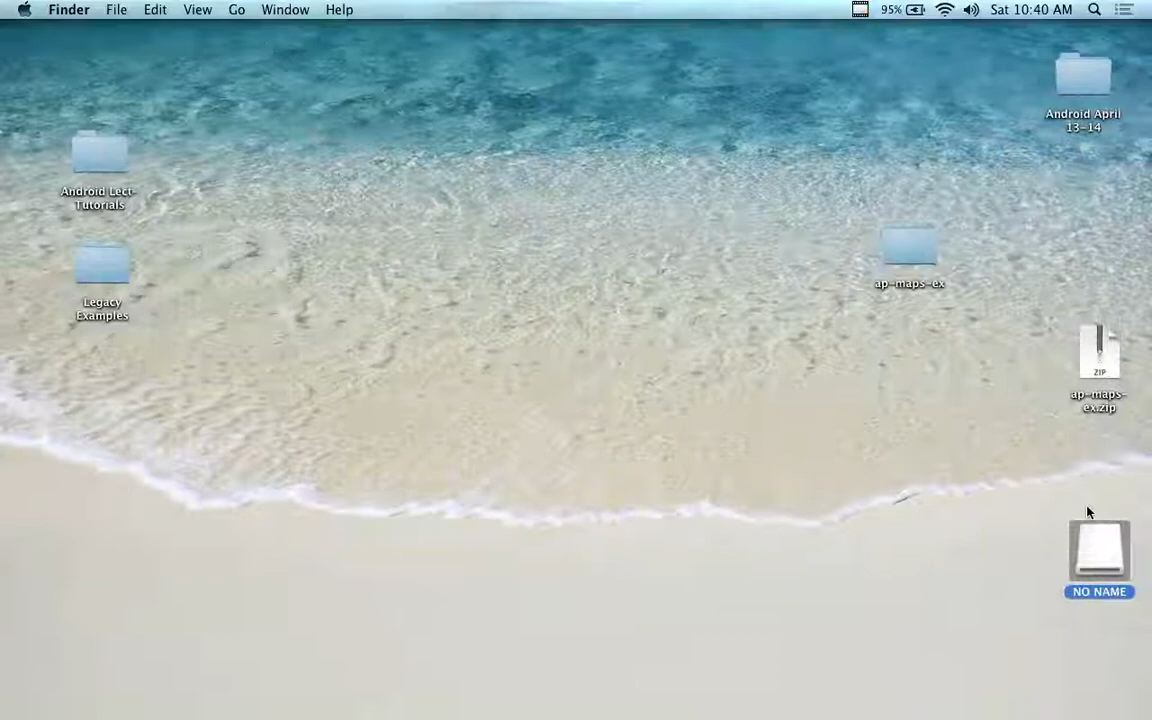 Finder File Edit View Go Window Help 95% Sat 10:40 AM
Android April
13-14
Android Lect-
Tutorials
ap-maps-ex
Legacy
Examples
ZIP
ap-maps-
ex.zip
NO NAME